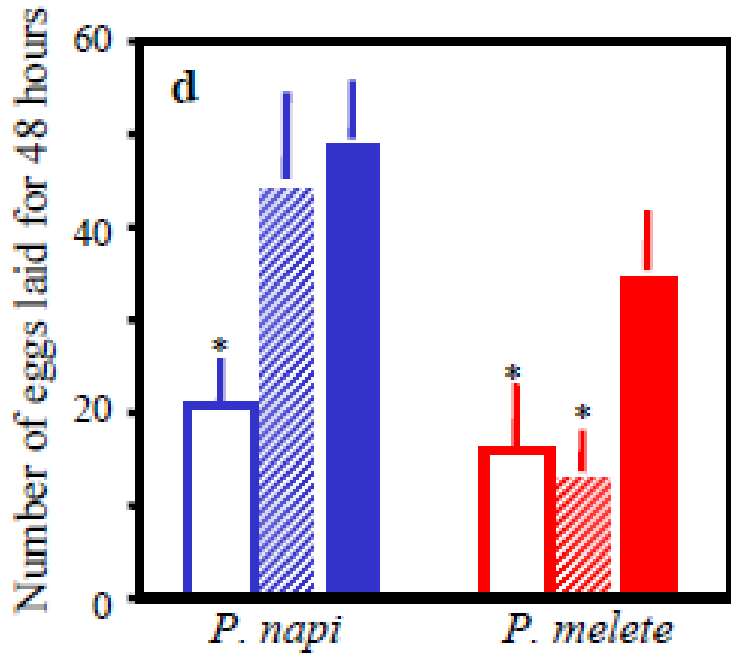 Number of eggs laid for 48 hours
60
40
20
0
d
*
*
*
P. napi
P. melete